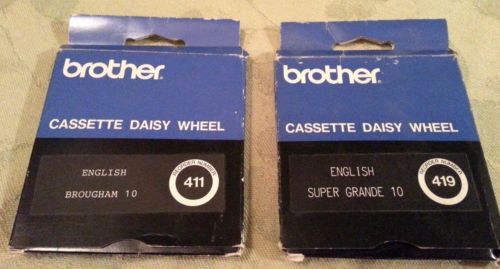 brother
CASSETTE DAISY WHEEL
ENGLISH
BROUGHAM 10
REORDER NUMBER
411
brother
CASSETTE DAISY WHEEL
ENGLISH
SUPER GRANDE 10
REORDER NUMBER
419